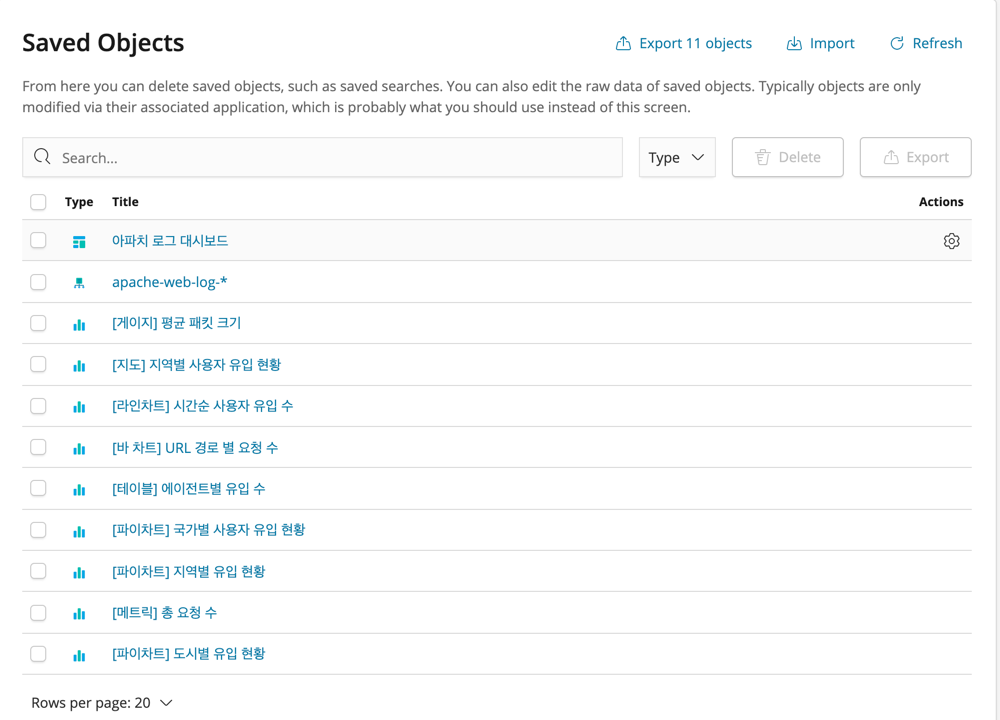 Saved Objects
Export 11 objects
Import
Refresh
From here you can delete saved objects, such as saved searches. You can also edit the raw data of saved objects. Typically objects are only
modified via their associated application, which is probably what you should use instead of this screen.
Search...
Type
Delete
Export
Type Title Actions
아파치 로그 대시보드
apache-web-log-*
[게이지] 평균 패킷 크기
[지도] 지역별 사용자 유입 현황
[라인차트] 시간순 사용자 유입 수
[바 차트] URL 경로 별 요청 수
[테이블] 에이전트별 유입 수
[파이차트] 국가별 사용자 유입 현황
[파이차트] 지역별 유입 현황
[메트릭] 총 요청 수
[파이차트] 도시별 유입 현황
Rows per page: 20